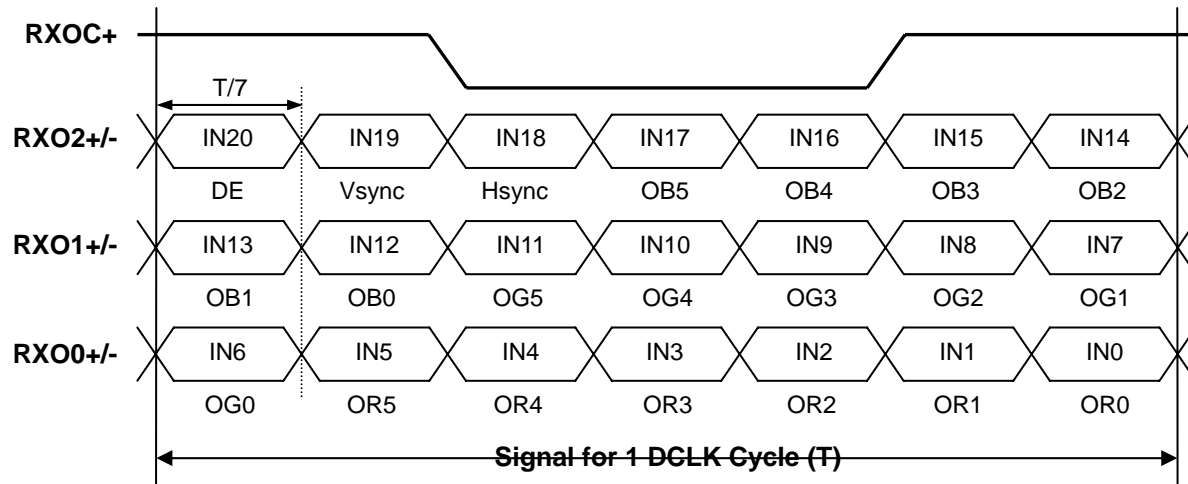 RXOC+
T/7
RXO2+/- IN20 IN19 IN18 IN17 IN16 IN15 IN14
DE Vsync Hsync OB5 OB4 OB3 OB2
RXO1+/- IN13 IN12 IN11 IN10 IN9 IN8 IN7
OB1 OB0 OG5 OG4 OG3 OG2 OG1
RXO0+/- IN6 IN5 IN4 IN3 IN2 IN1 IN0
OG0 OR5 OR4 OR3 OR2 OR1 OR0
Signal for 1 DCLK Cycle (T)